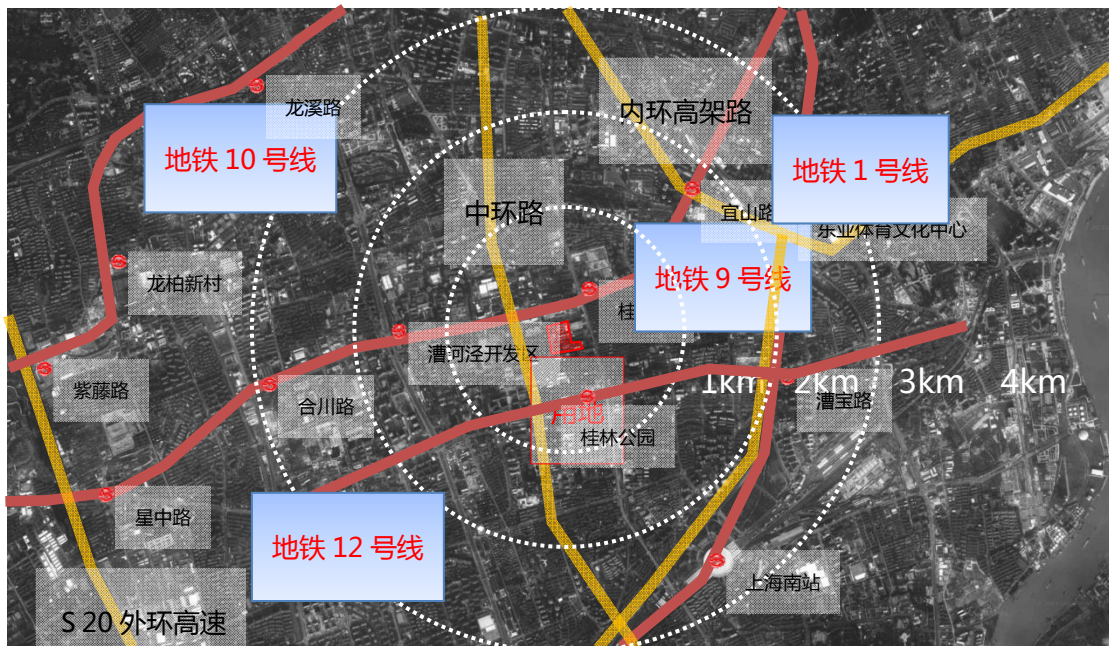 龙溪路
内环高架路
地铁 10 号线
地铁 1 号线
中环路
宜山路
东业体育文化中心
龙柏新村
地铁 9 号线
桂
漕河泾开发区
紫藤路
合川路
1km
2km
3km
4km
漕宝路
用地
桂林公园
星中路
地铁 12 号线
上海南站
S 20 外环高速